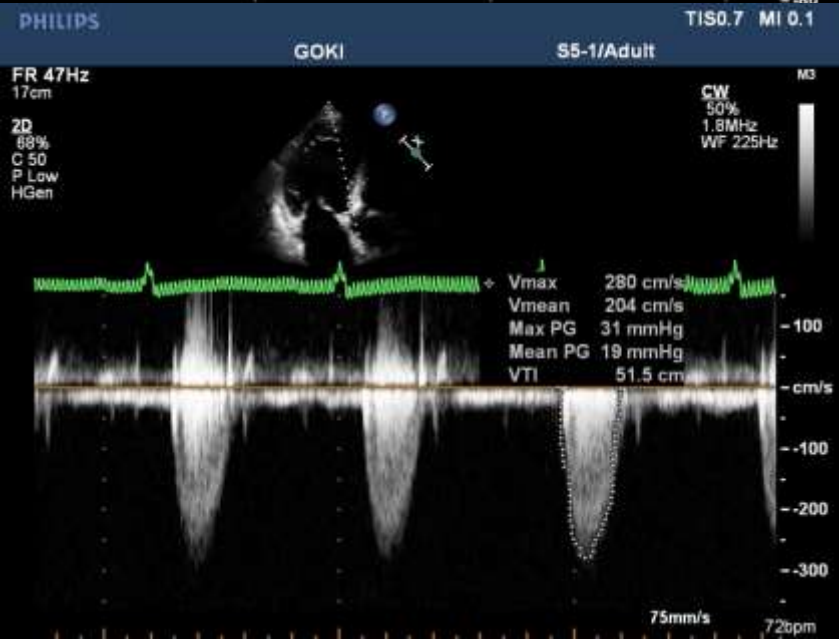 PHILIPS
TIS0.7 MI 0.1
GOKI
S5-1/Adult
FR 47Hz
17cm
2D
68%
C 50
P Low
HGen
M3
CW
50%
1.8MHz
WF 225Hz
Vmax 280 cm/s
Vmean 204 cm/s
Max PG 31 mmHg
Mean PG 19 mmHg
VTI 51.5 cm
100
cm/s
-100
-200
-300
75mm/s
72bpm